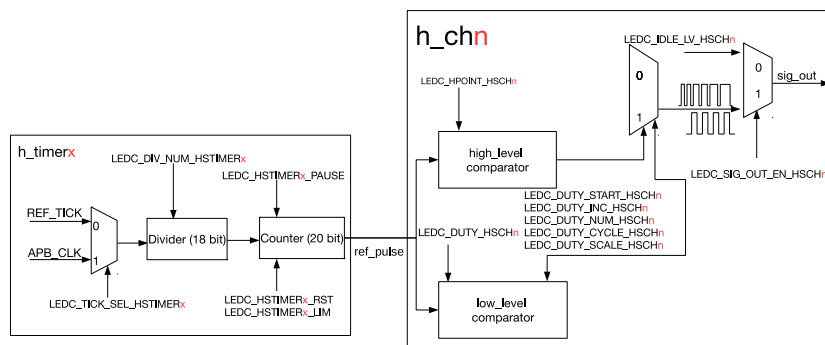 h_chn
LEDC_IDLE_LV_HSCHn
0
1
sig_out
LEDC_HPOINT_HSCHn
0
1
high_level
comparator
LEDC_SIG_OUT_EN_HSCHn
LEDC_DUTY_START_HSCHn
LEDC_DUTY_INC_HSCHn
LEDC_DUTY_NUM_HSCHn
LEDC_DUTY_CYCLE_HSCHn
LEDC_DUTY_SCALE_HSCHn
LEDC_DUTY_HSCHn
low_level
comparator
h_timerx
LEDC_DIV_NUM_HSTIMERx
LEDC_HSTIMERx_PAUSE
REF_TICK
0
APB_CLK
1
Divider (18 bit)
Counter (20 bit)
ref_pulse
LEDC_TICK_SEL_HSTIMERx
LEDC_HSTIMERx_RST
LEDC_HSTIMERx_LIM